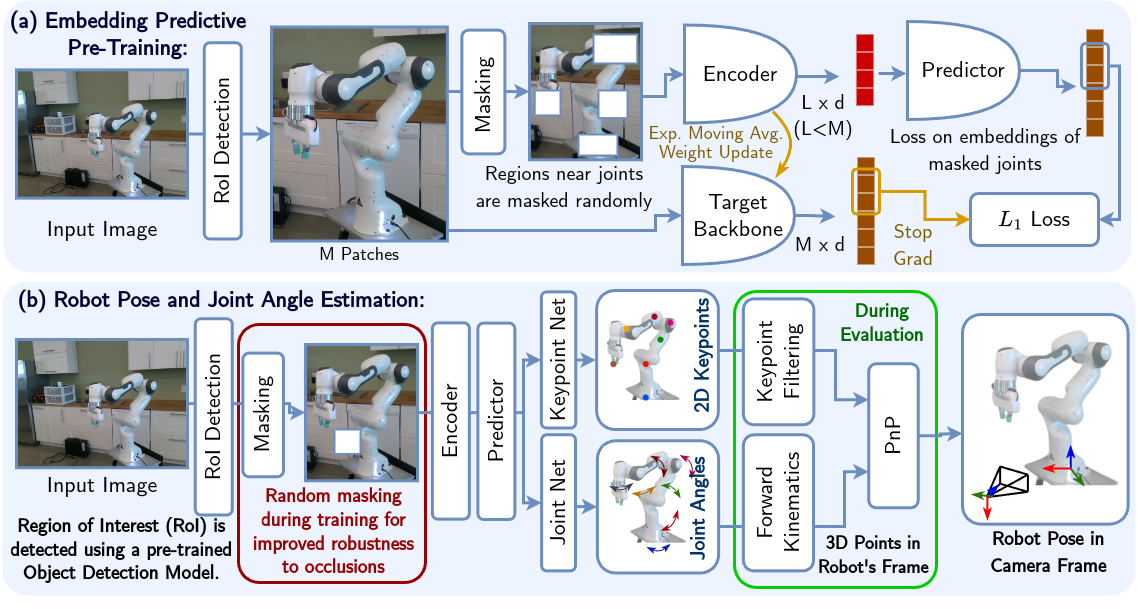 (a) Embedding Predictive
Pre-Training:
Input Image
RoI Detection
M Patches
Masking
Regions near joints
are masked randomly
Encoder
L x d
(L<M)
Predictor
Loss on embeddings of
masked joints
Exp. Moving Avg.
Weight Update
Target
Backbone
M x d
Stop
Grad
L1 Loss
(b) Robot Pose and Joint Angle Estimation:
Input Image
Region of Interest (RoI) is
detected using a pre-trained
Object Detection Model.
RoI Detection
Masking
Random masking
during training for
improved robustness
to occlusions
Encoder
Predictor
Keypoint Net
Joint Net
2D Keypoints
Joint Angles
During
Evaluation
Keypoint
Filtering
Forward
Kinematics
PnP
3D Points in
Robot's Frame
Robot Pose in
Camera Frame